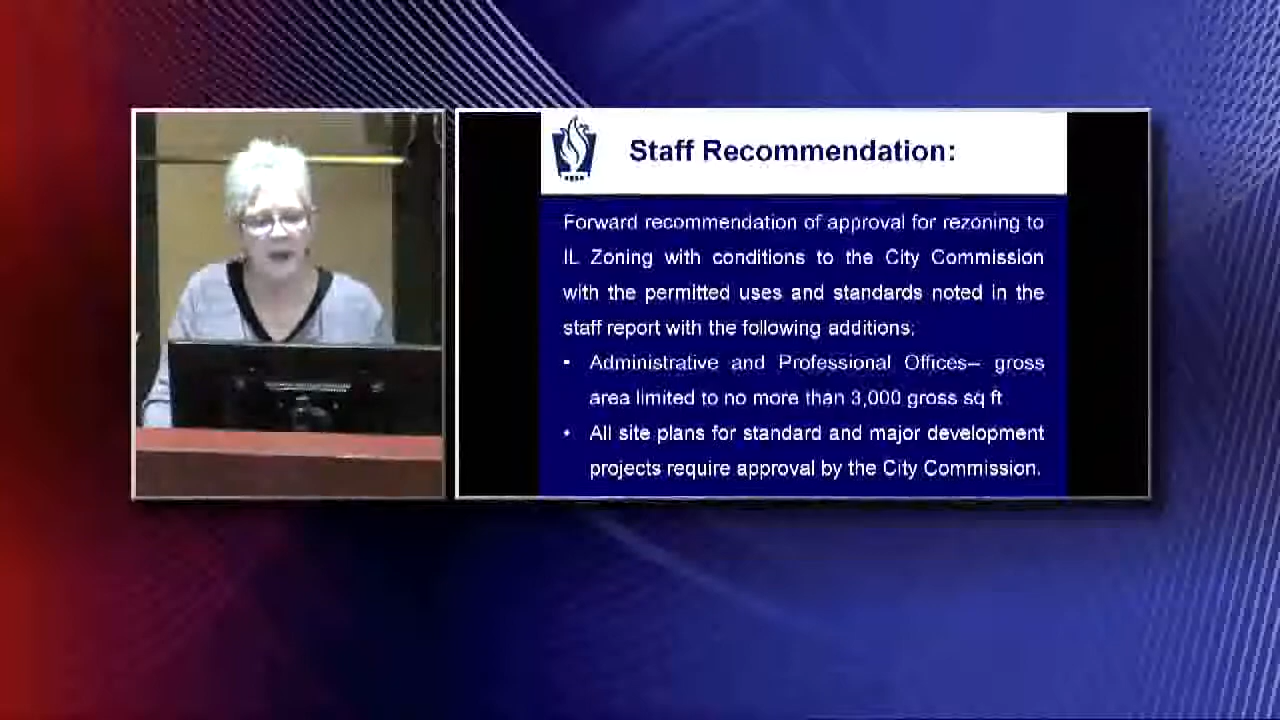 Staff Recommendation:
Forward recommendation of approval for rezoning to
IL Zoning with conditions to the City Commission
with the permitted uses and standards noted in the
staff report with the following additions:
• Administrative and Professional Offices– gross
area limited to no more than 3,000 gross sq ft
• All site plans for standard and major development
projects require approval by the City Commission.